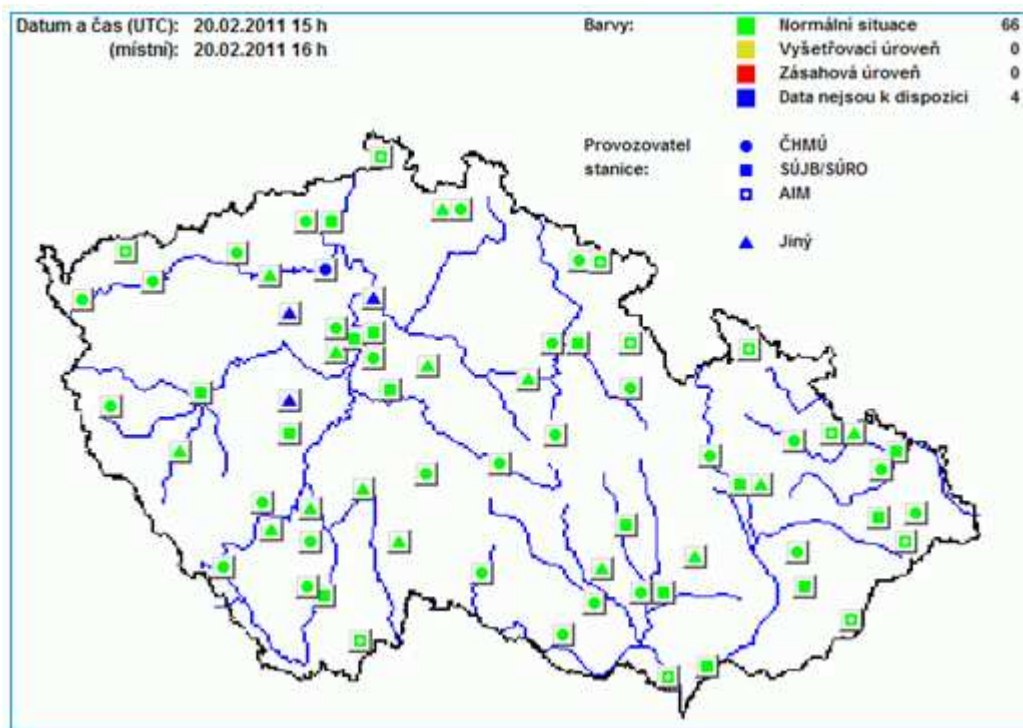 Datum a čas (UTC): 20.02.2011 15 h
(místní): 20.02.2011 16 h
Barvy:
Normální situace 66
Vyšetřovací úroveň 0
Zásahová úroveň 0
Data nejsou k dispozici 4
Provozovatel
stanice:
ČHMÚ
SÚJB/SÚRO
AIM
Jiný